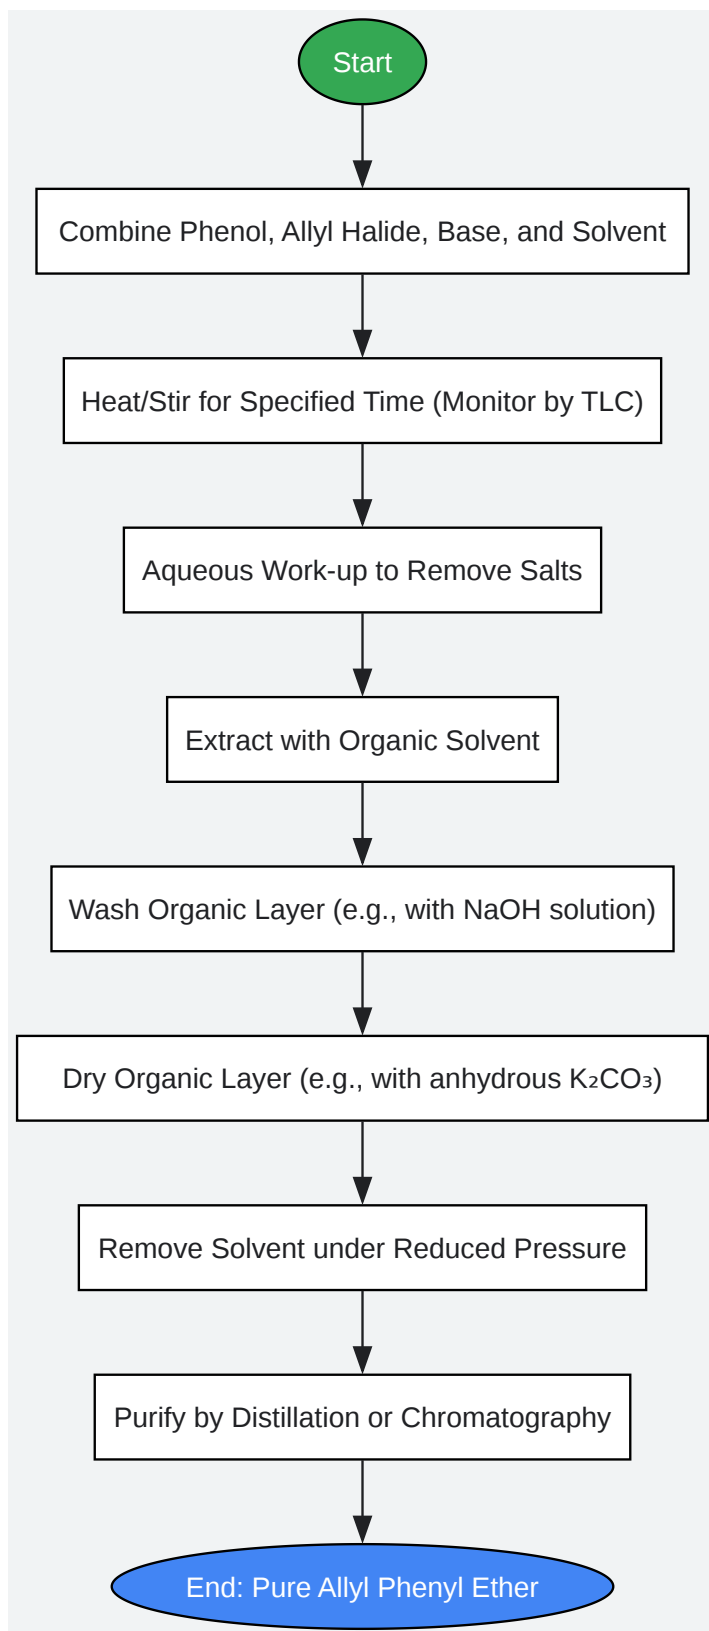 Start
Combine Phenol, Allyl Halide, Base, and Solvent
Heat/Stir for Specified Time (Monitor by TLC)
Aqueous Work-up to Remove Salts
Extract with Organic Solvent
Wash Organic Layer (e.g., with NaOH solution)
Dry Organic Layer (e.g., with anhydrous K₂CO₃)
Remove Solvent under Reduced Pressure
Purify by Distillation or Chromatography
End: Pure Allyl Phenyl Ether